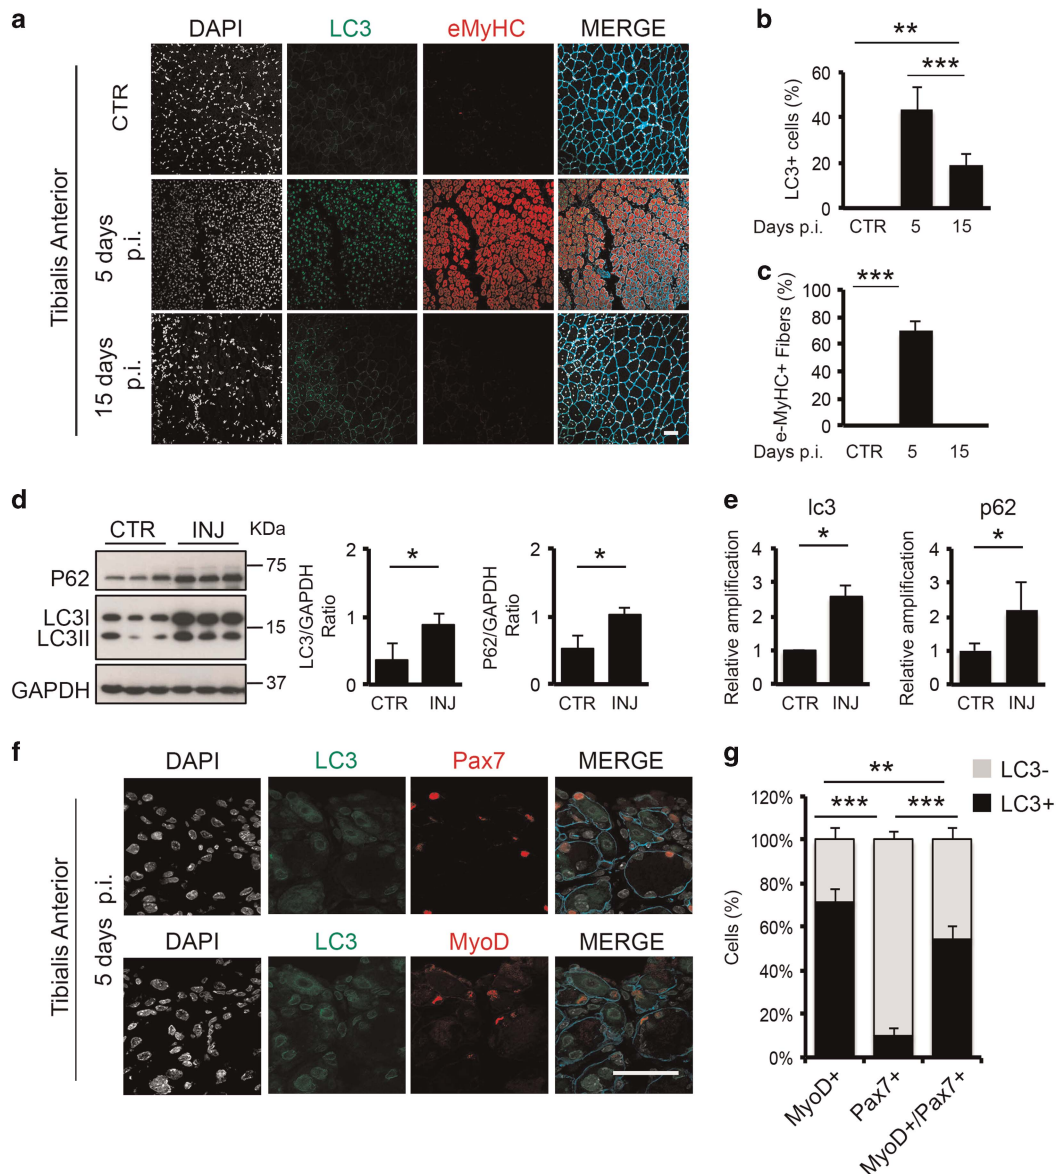 a
DAPI LC3 eMyHC MERGE
Tibialis Anterior
CTR
5 days p.i.
15 days p.i.
b
**
***
LC3+ cells (%)
60
40
20
0
Days p.i. CTR 5 15
c
***
e-MyHC+ Fibers (%)
100
80
60
40
20
0
Days p.i. CTR 5 15
d
CTR INJ KDa
P62
75
LC3I
15
LC3II
37
GAPDH
LC3/GAPDH
Ratio
2
1
0
*
CTR INJ
P62/GAPDH
Ratio
2
1
0
*
CTR INJ
e
lc3
Relative amplification
4
3
2
1
0
*
CTR INJ
p62
Relative amplification
4
3
2
1
0
*
CTR INJ
f
DAPI LC3 Pax7 MERGE
Tibialis Anterior
5 days p.i.
DAPI LC3 MyoD MERGE
g
LC3-
LC3+
**
*** ***
Cells (%)
120%
100%
80%
60%
40%
20%
0%
MyoD+
Pax7+
MyoD+/Pax7+